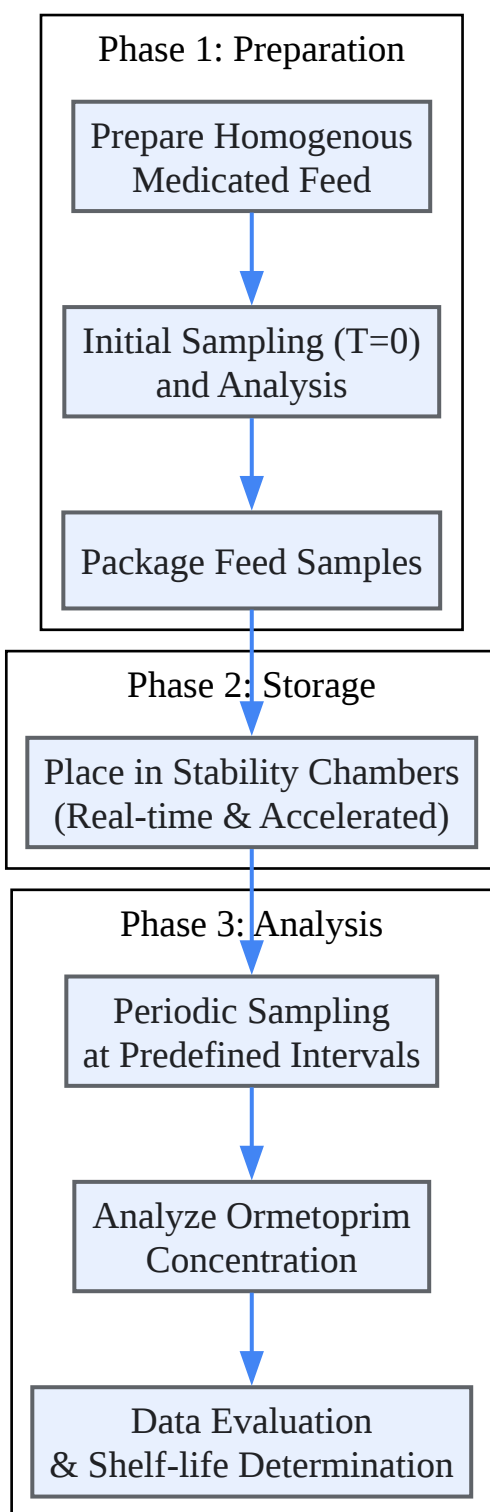 Phase 1: Preparation
Prepare Homogenous
Medicated Feed
Initial Sampling (T=0)
and Analysis
Package Feed Samples
Phase 2: Storage
Place in Stability Chambers
(Real-time & Accelerated)
Phase 3: Analysis
Periodic Sampling
at Predefined Intervals
Analyze Ormetoprim
Concentration
Data Evaluation
& Shelf-life Determination